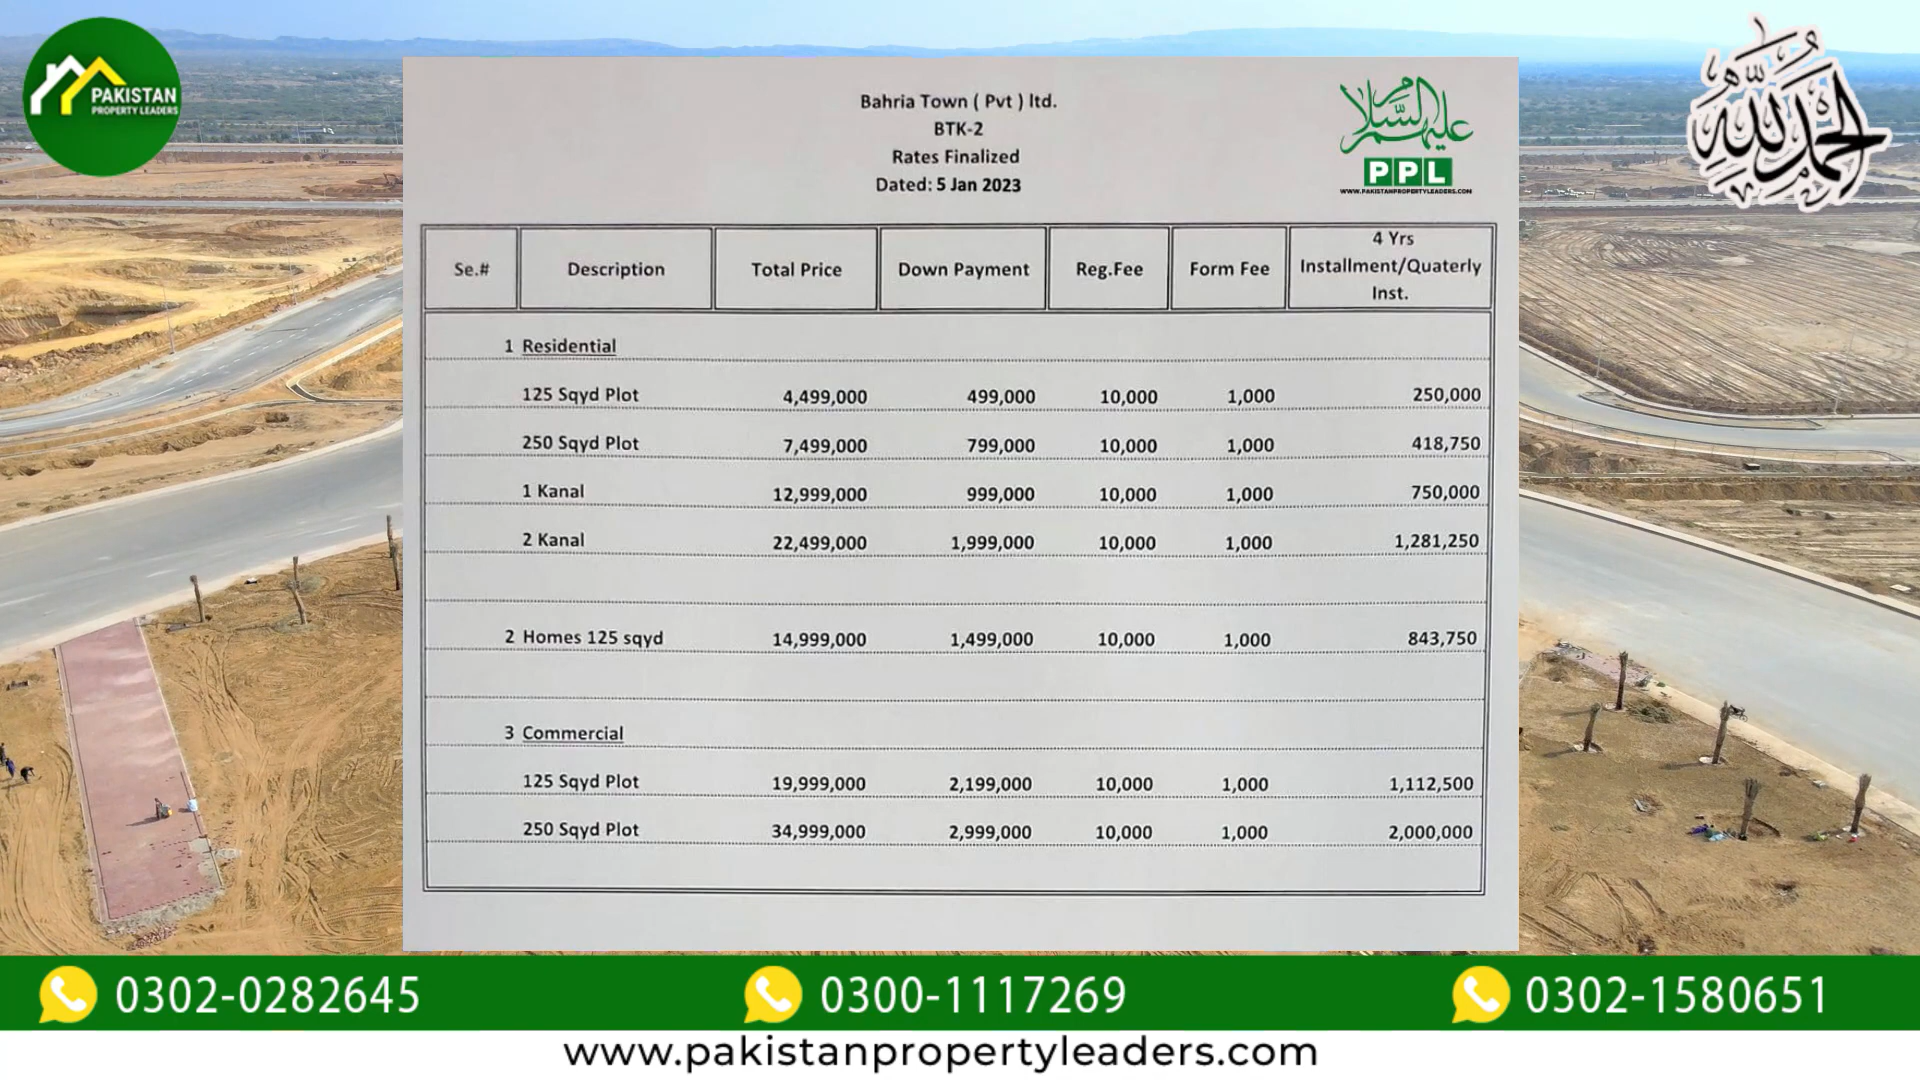 PAKISTAN
PROPERTY LEADERS
الحمدلله
Bahria Town ( Pvt ) ltd.
BTK-2
Rates Finalized
Dated: 5 Jan 2023
عليهم السلام
PPL
WWW.PAKISTANPROPERTYLEADERS.COM
Se.# Description Total Price Down Payment Reg.Fee Form Fee 4 Yrs Installment/Quaterly Inst.
1 Residential
125 Sqyd Plot 4,499,000 499,000 10,000 1,000 250,000
250 Sqyd Plot 7,499,000 799,000 10,000 1,000 418,750
1 Kanal 12,999,000 999,000 10,000 1,000 750,000
2 Kanal 22,499,000 1,999,000 10,000 1,000 1,281,250
2 Homes 125 sqyd 14,999,000 1,499,000 10,000 1,000 843,750
3 Commercial
125 Sqyd Plot 19,999,000 2,199,000 10,000 1,000 1,112,500
250 Sqyd Plot 34,999,000 2,999,000 10,000 1,000 2,000,000
0302-0282645 0300-1117269 0302-1580651
www.pakistanpropertyleaders.com